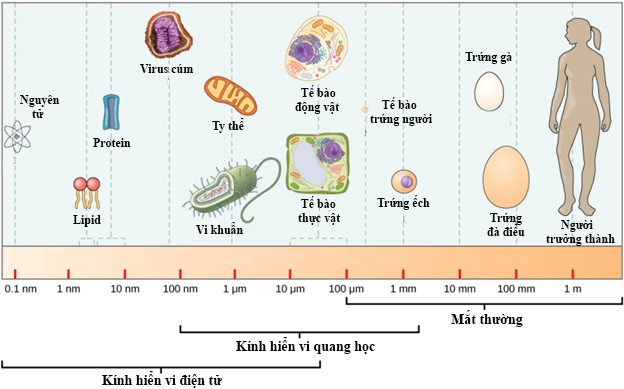 Virus cúm
Nguyên
tử
Protein
Lipid
Ty thể
Vi khuẩn
Tế bào
động vật
Tế bào
thực vật
Tế bào
trứng người
Trứng ếch
Trứng gà
Trứng
đà điểu
Người
trưởng thành
0.1 nm
1 nm
10 nm
100 nm
1 μm
10 μm
100 μm
1 mm
10 mm
100 mm
1 m
Mắt thường
Kính hiển vi quang học
Kính hiển vi điện tử